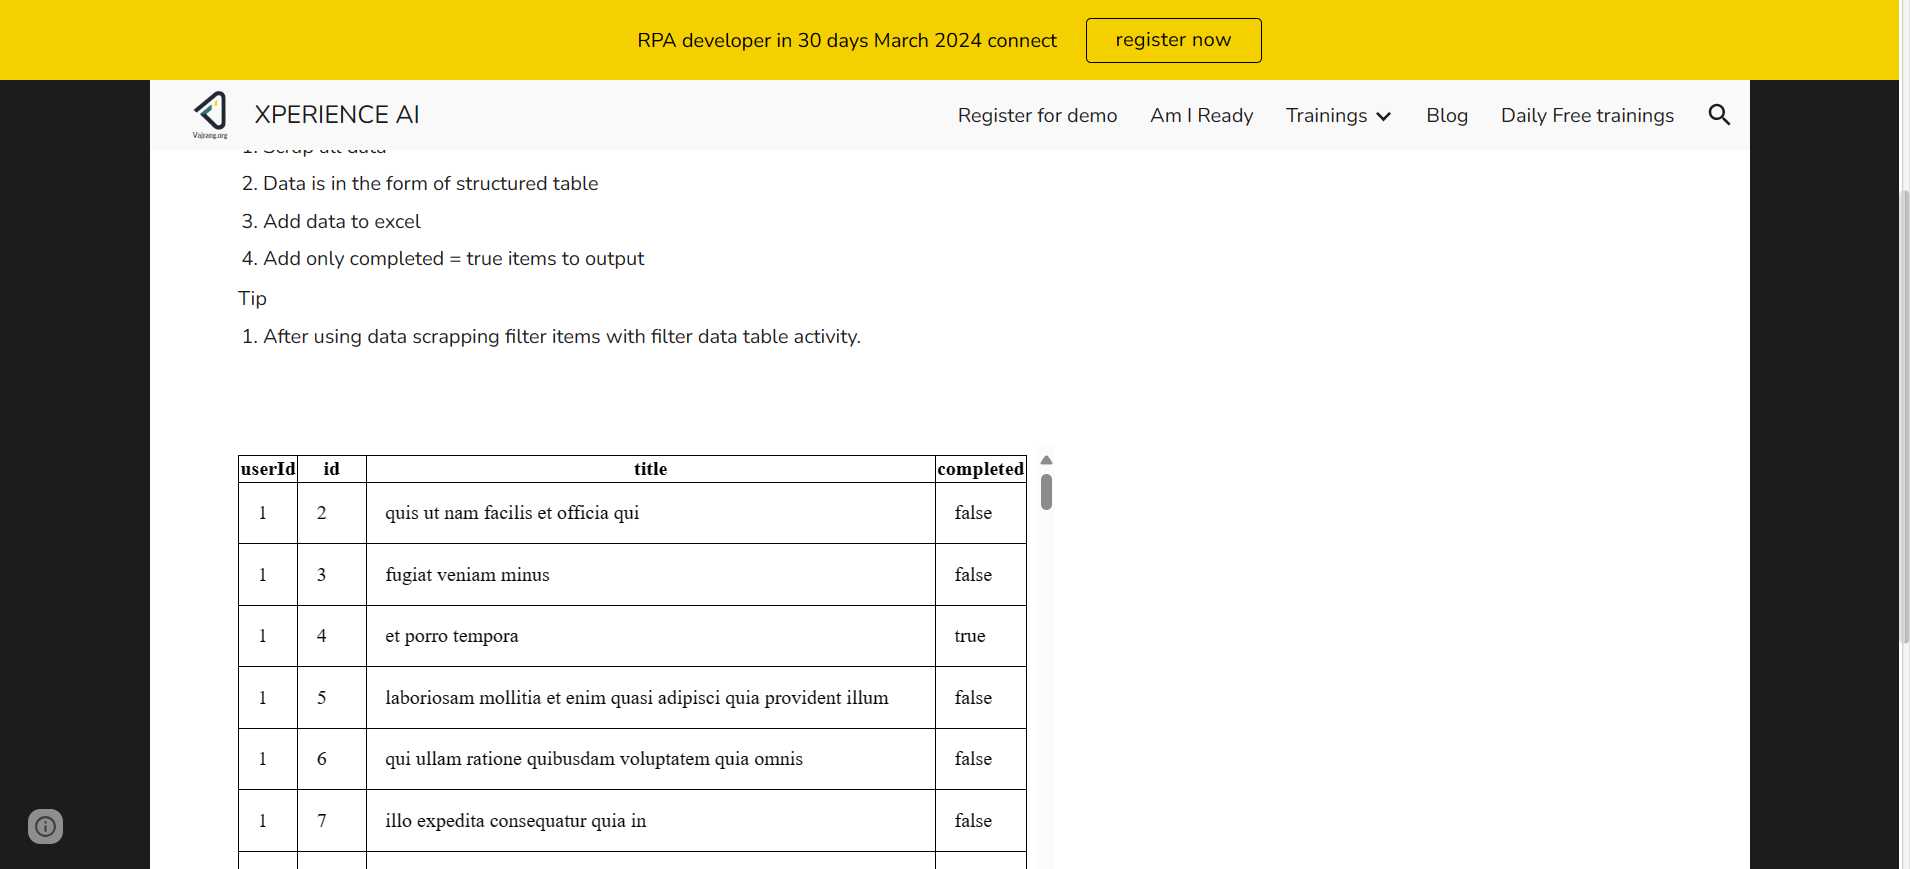 RPA developer in 30 days March 2024 connect
register now
Vajrang.org
XPERIENCE AI
Register for demo
Am I Ready
Trainings
Blog
Daily Free trainings
1. Scrap all data
2. Data is in the form of structured table
3. Add data to excel
4. Add only completed = true items to output
Tip
1. After using data scrapping filter items with filter data table activity.
userId id title completed
1 2 quis ut nam facilis et officia qui false
1 3 fugiat veniam minus false
1 4 et porro tempora true
1 5 laboriosam mollitia et enim quasi adipisci quia provident illum false
1 6 qui ullam ratione quibusdam voluptatem quia omnis false
1 7 illo expedita consequatur quia in false